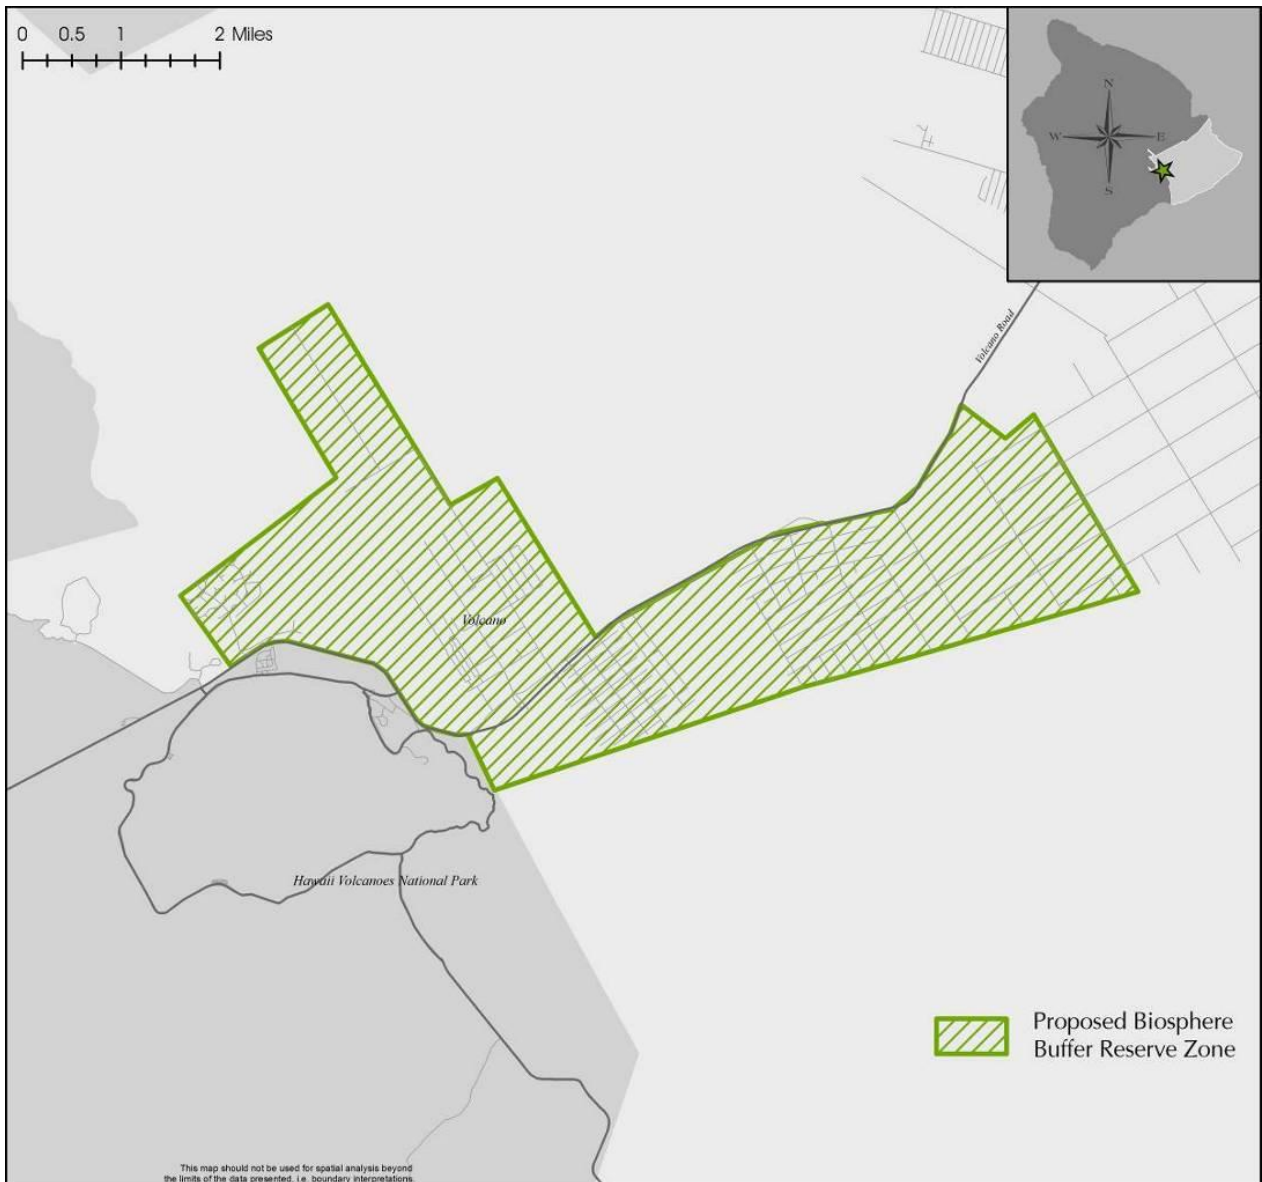 0 0.5 1 2 Miles
N
W E
S
Volcano Road
Volcano
Hawaii Volcanoes National Park
Proposed Biosphere
Buffer Reserve Zone
This map should not be used for spatial analysis beyond
the limits of the data presented, i.e. boundary interpretations.